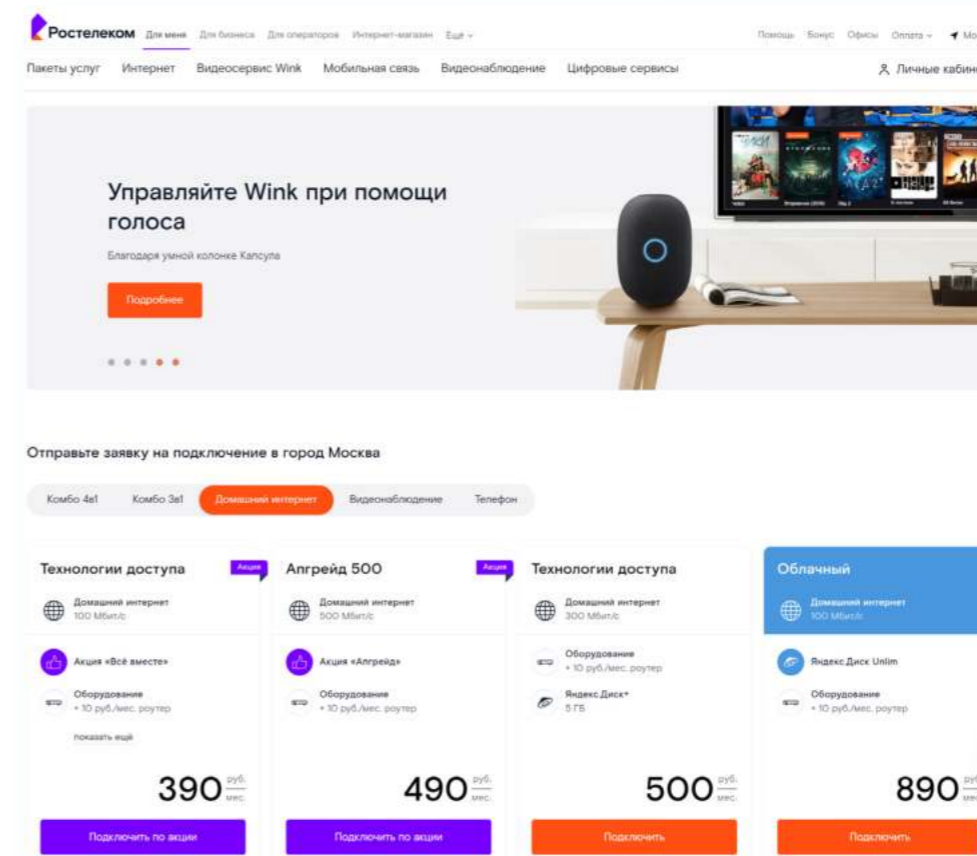 Ростелеком Для меня Для бизнеса Для операторов Интернет-магазин Ещё
Помощь Бонус Офисы Оплата
Пакеты услуг Интернет Видеосервис Wink Мобильная связь Видеонаблюдение Цифровые сервисы
Личные
Управляйте Wink при помощи
голоса
Благодаря умной колонке Капсула
Подробнее
Отправьте заявку на подключение в город Москва
Комбо 4в1 Комбо 3в1 Домашний интернет Видеонаблюдение Телефон
Технологии доступа Акция
Домашний интернет
100 Мбит/с
Акция «Всё вместе»
Оборудование
+ 10 руб./мес. роутер
показать ещё
390 руб.
мес.
Подключить по акции
Апгрейд 500 Акция
Домашний интернет
500 Мбит/с
Акция «Апгрейд»
Оборудование
+ 10 руб./мес. роутер
490 руб.
мес.
Подключить по акции
Технологии доступа
Домашний интернет
300 Мбит/с
Оборудование
+ 10 руб./мес. роутер
Яндекс.Диск*
5 ГБ
500 руб.
мес.
Подключить
Облачный
Домашний интернет
100 Мбит/с
Яндекс.Диск Unlim
Оборудование
+ 10 руб./мес. роутер
890
Подключить